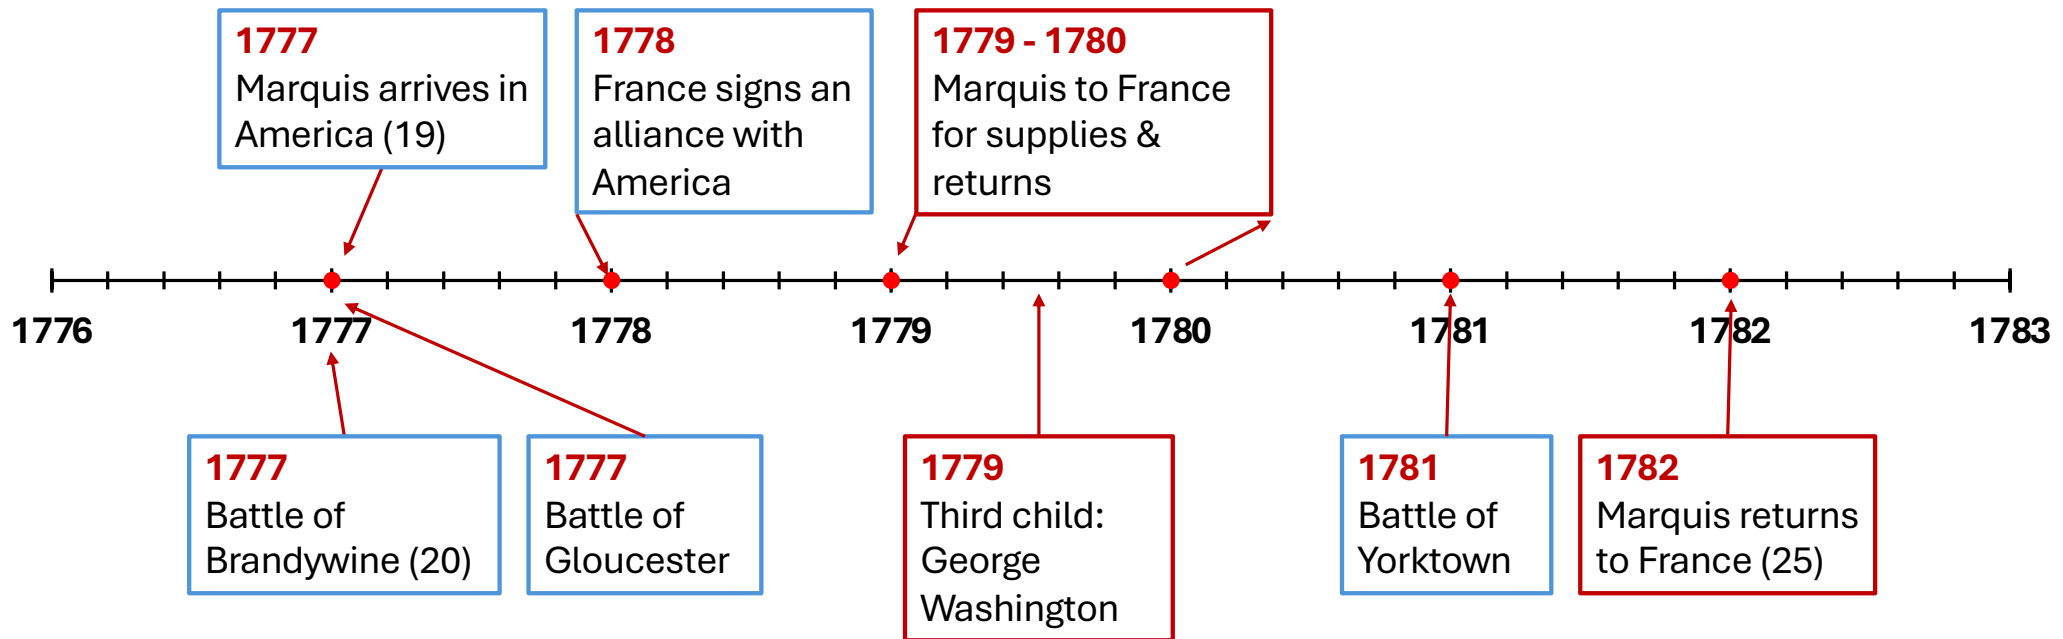 1777
Marquis arrives in
America (19)
1778
France signs an
alliance with
America
1779 - 1780
Marquis to France
for supplies &
returns
1776
1777
1778
1779
1780
1781
1782
1783
1777
Battle of
Brandywine (20)
1777
Battle of
Gloucester
1779
Third child:
George
Washington
1781
Battle of
Yorktown
1782
Marquis returns
to France (25)